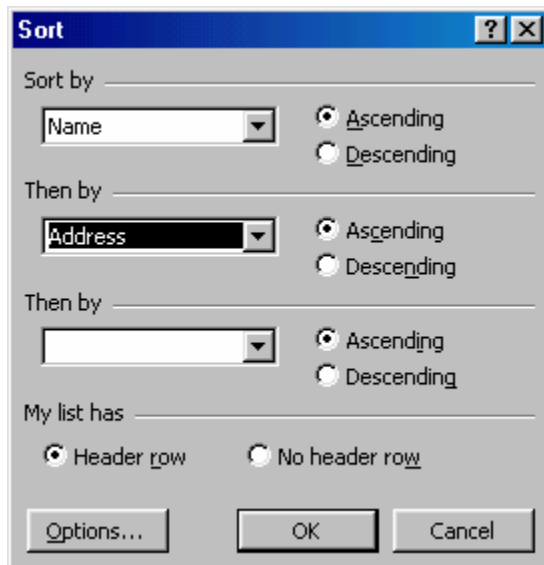 Sort
Sort by
Name
Ascending
Descending
Then by
Address
Ascending
Descending
Then by
Ascending
Descending
My list has
Header row
No header row
Options...
OK
Cancel